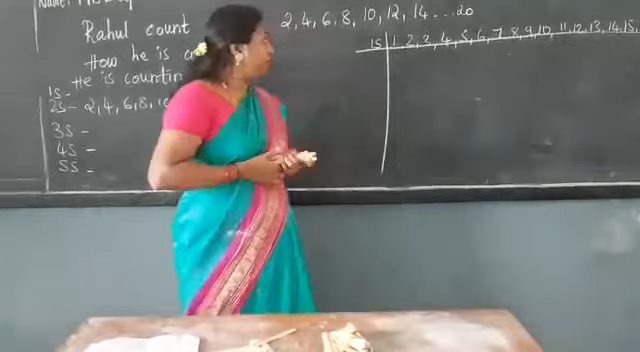 Name:
Rahul count 2, 4, 6, 8, 10, 12, 14...do
How he is
He is countin
1s -
2s - 2, 4, 6, 8, 10
3s -
4s -
5s -
1s 1, 2, 3, 4, 5, 6, 7, 8, 9, 10, 11, 12, 13, 14, 15,